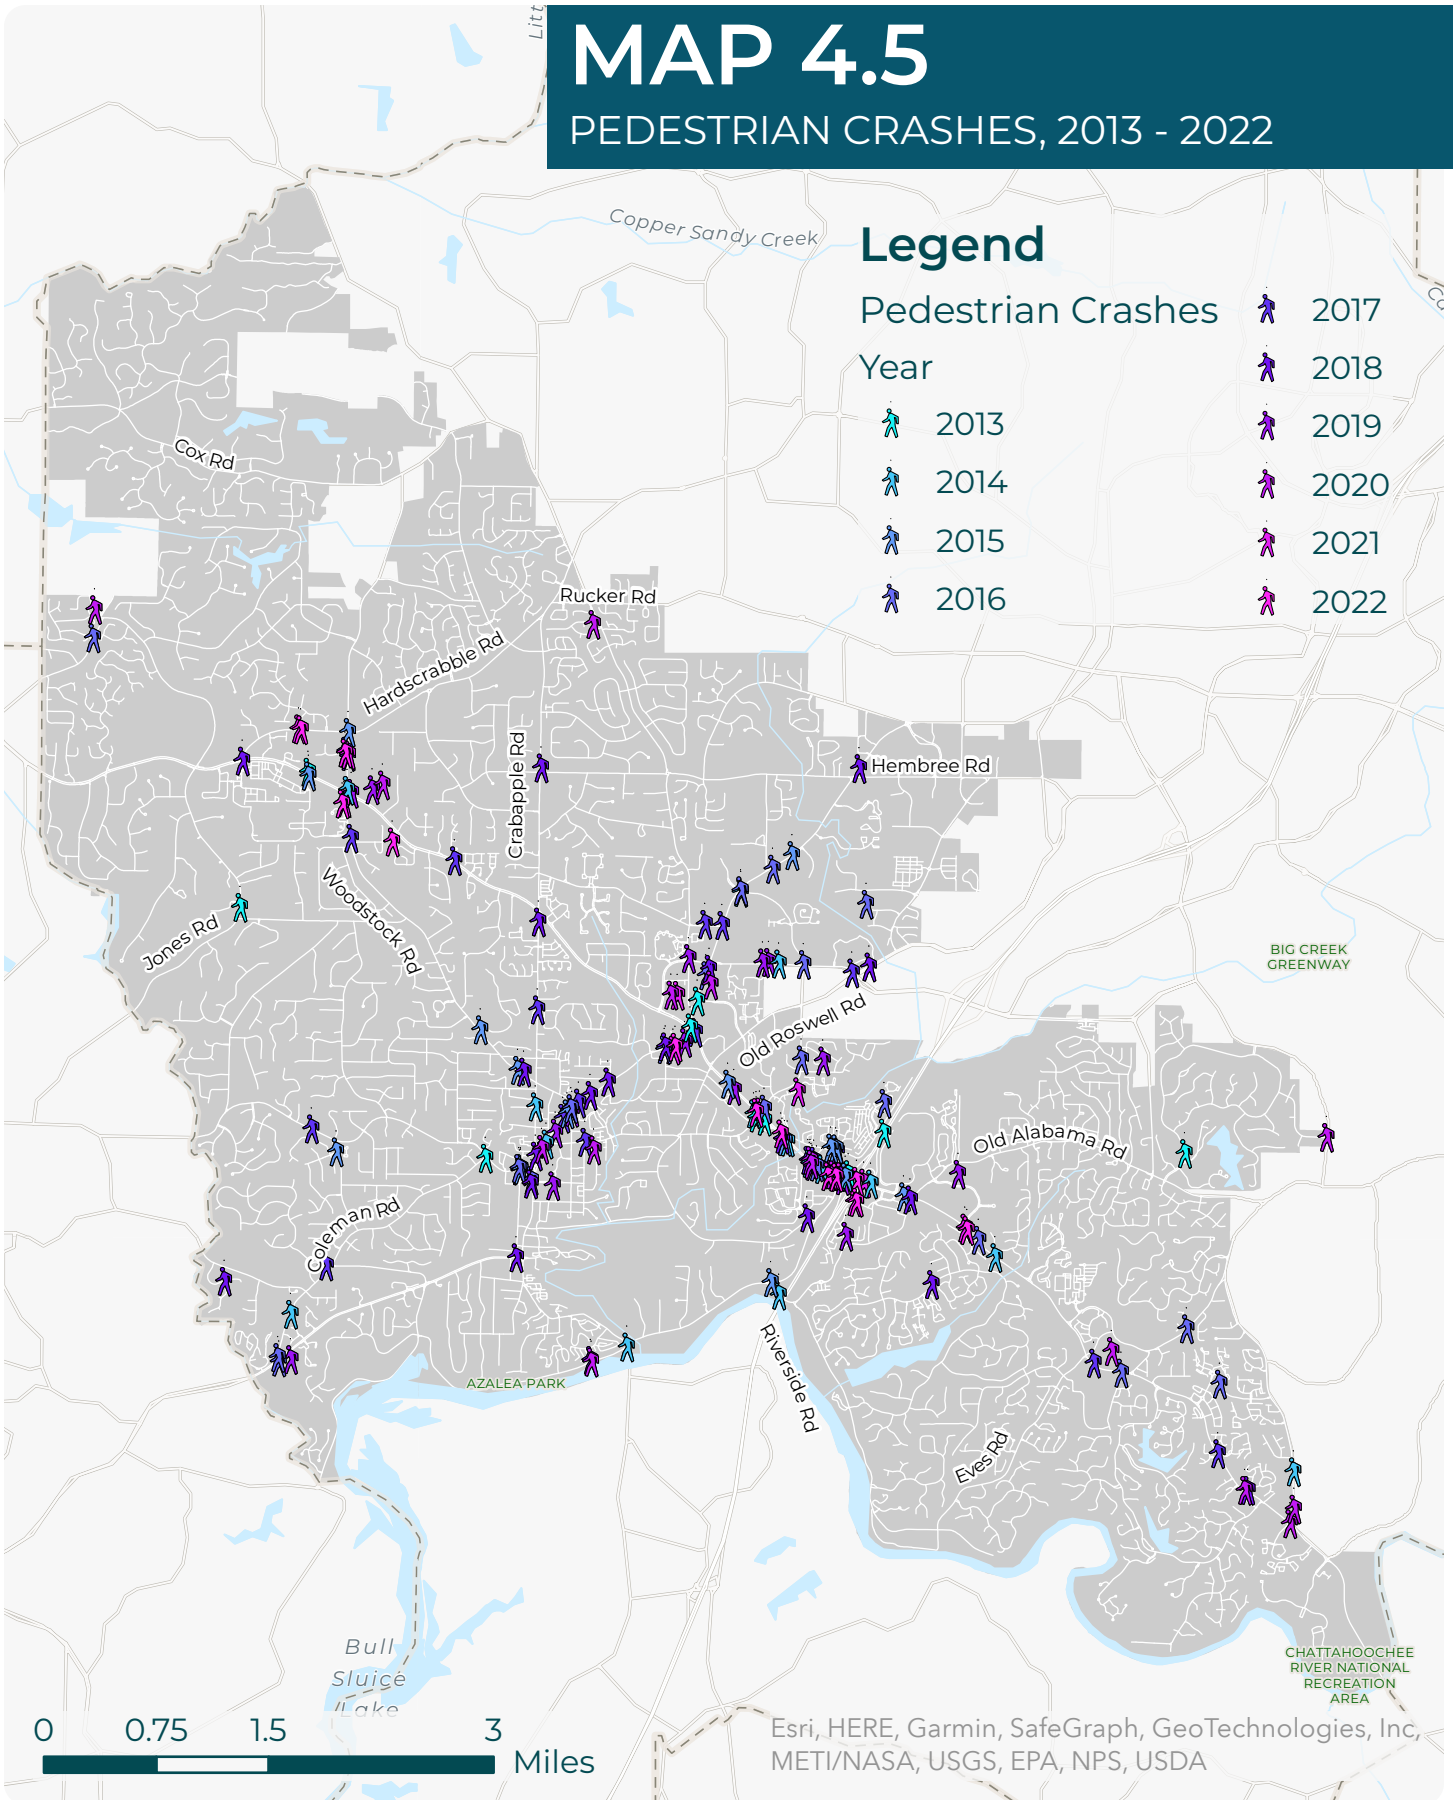 MAP 4.5
PEDESTRIAN CRASHES, 2013 - 2022
Litt
Copper Sandy Creek
Legend
Pedestrian Crashes
Year
2013
2014
2015
2016
2017
2018
2019
2020
2021
2022
Co
Cox Rd
Rucker Rd
Hardscrabble Rd
Crabapple Rd
Hembree Rd
Woodstock Rd
Jones Rd
BIG CREEK
GREENWAY
Old Roswell Rd
Old Alabama Rd
Coleman Rd
Riverside Rd
AZALEA PARK
Eves Rd
Bull
Sluice
Lake
CHATTAHOOCHEE
RIVER NATIONAL
RECREATION
AREA
0 0.75 1.5 3
Miles
Esri, HERE, Garmin, SafeGraph, GeoTechnologies, Inc,
METI/NASA, USGS, EPA, NPS, USDA